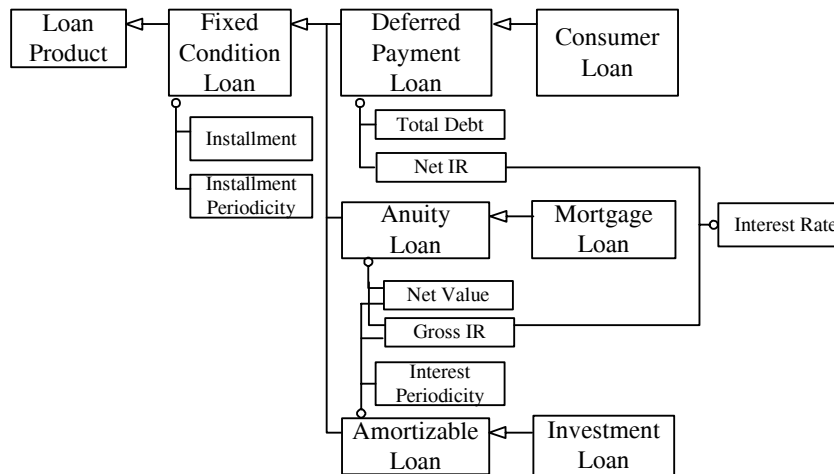 Loan
Product
Fixed
Condition
Loan
Deferred
Payment
Loan
Consumer
Loan
Installment
Installment
Periodicity
Total Debt
Net IR
Anuity
Loan
Mortgage
Loan
Interest Rate
Net Value
Gross IR
Interest
Periodicity
Amortizable
Loan
Investment
Loan